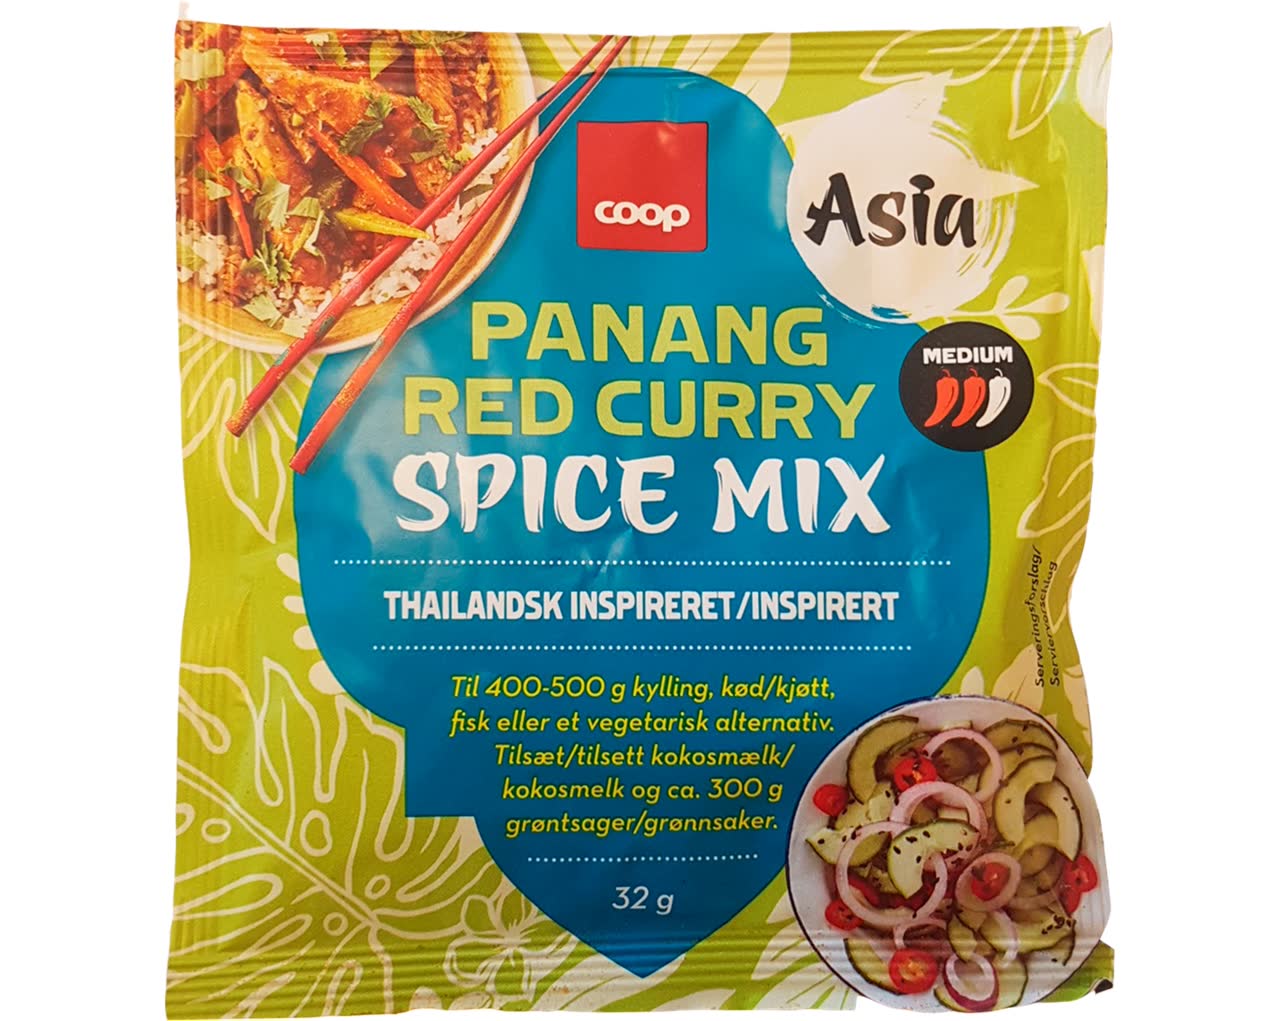 coop
Asia
PANANG
RED CURRY
SPICE MIX
MEDIUM
THAILANDSK INSPIRERET/INSPIRERT
Til 400-500 g kylling, kød/kjøtt,
fisk eller et vegetarisk alternativ.
Tilsæt/tilsett kokosmælk/
kokosmelk og ca. 300 g
grøntsager/grønnsaker.
32 g
Serveringsforslag/
Serviervorschlag